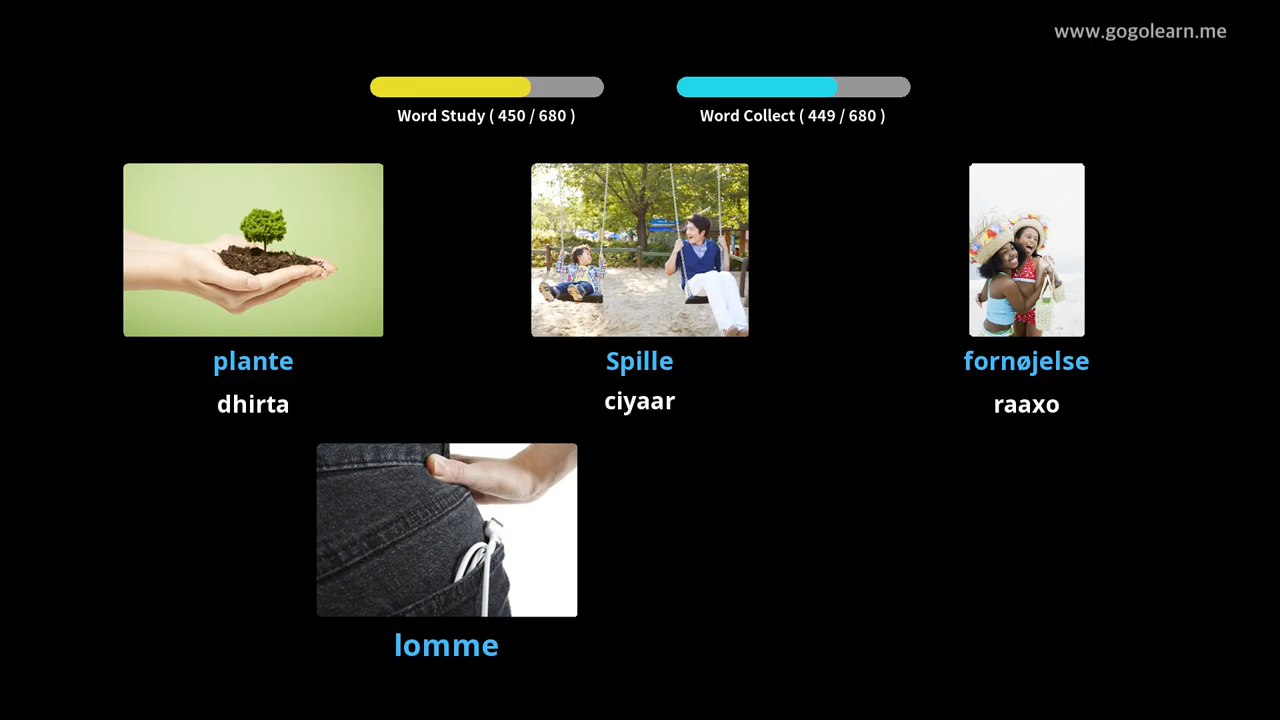 www.gogolearn.me
Word Study ( 450 / 680 )
Word Collect ( 449 / 680 )
plante
Spille
fornøjelse
dhirta
ciyaar
raaxo
lomme